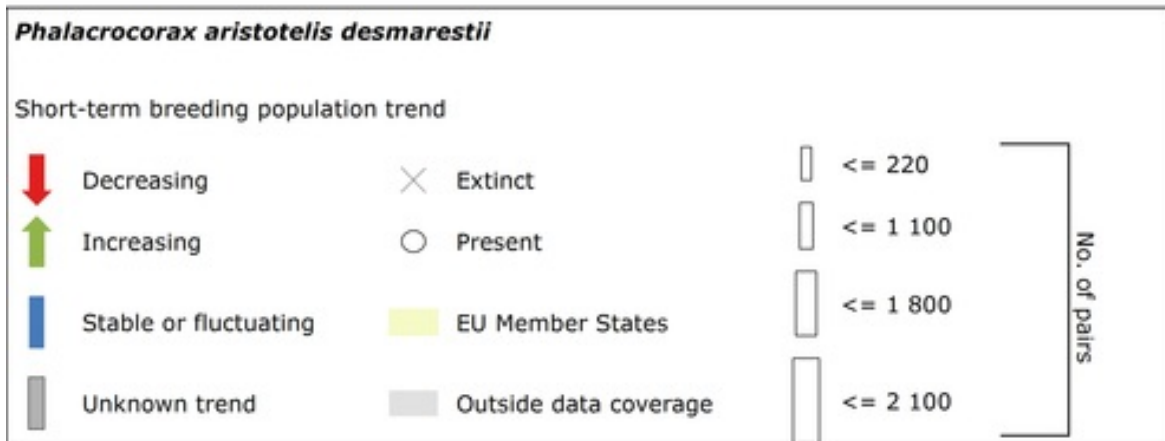 Phalacrocorax aristotelis desmarestii
Short-term breeding population trend
Decreasing
Increasing
Stable or fluctuating
Unknown trend
Extinct
Present
EU Member States
Outside data coverage
<= 220
<= 1 100
<= 1 800
<= 2 100
No. of pairs